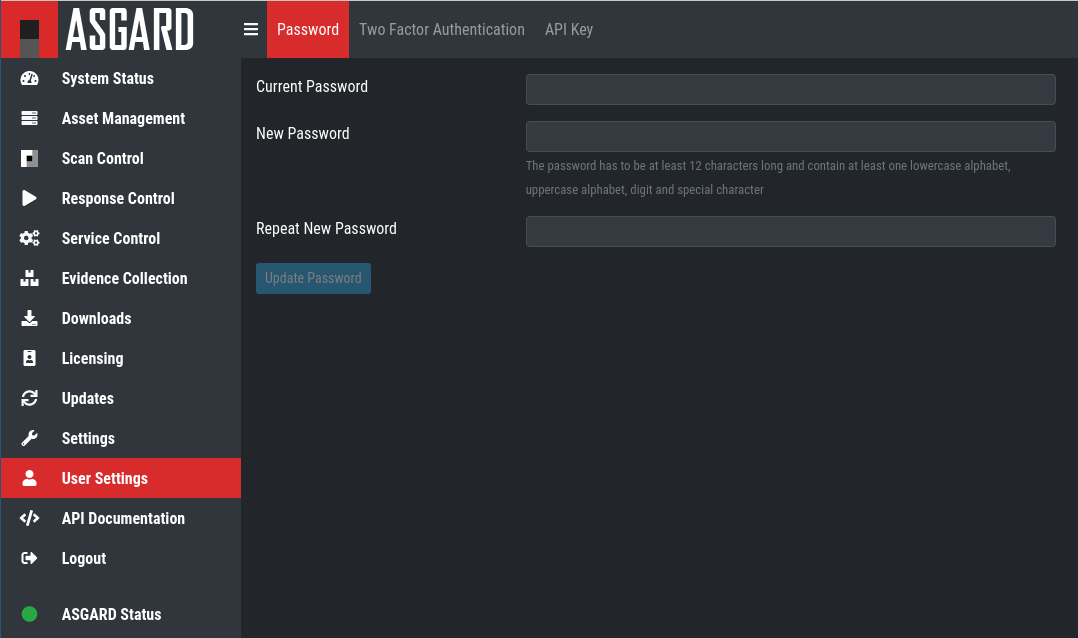 ASGARD
Password Two Factor Authentication API Key
System Status
Asset Management
Scan Control
Response Control
Service Control
Evidence Collection
Downloads
Licensing
Updates
Settings
User Settings
API Documentation
Logout
ASGARD Status
Current Password
New Password
The password has to be at least 12 characters long and contain at least one lowercase alphabet,
uppercase alphabet, digit and special character
Repeat New Password
Update Password